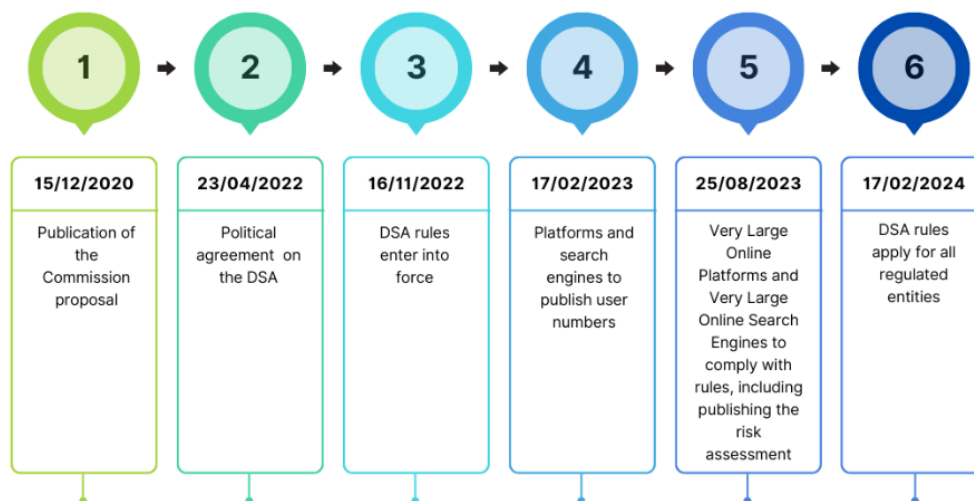 1
2
3
4
5
6
15/12/2020
Publication of
the
Commission
proposal
23/04/2022
Political
agreement on
the DSA
16/11/2022
DSA rules
enter into
force
17/02/2023
Platforms and
search
engines to
publish user
numbers
25/08/2023
Very Large
Online
Platforms and
Very Large
Online Search
Engines to
comply with
rules, including
publishing the
risk
assessment
17/02/2024
DSA rules
apply for all
regulated
entities